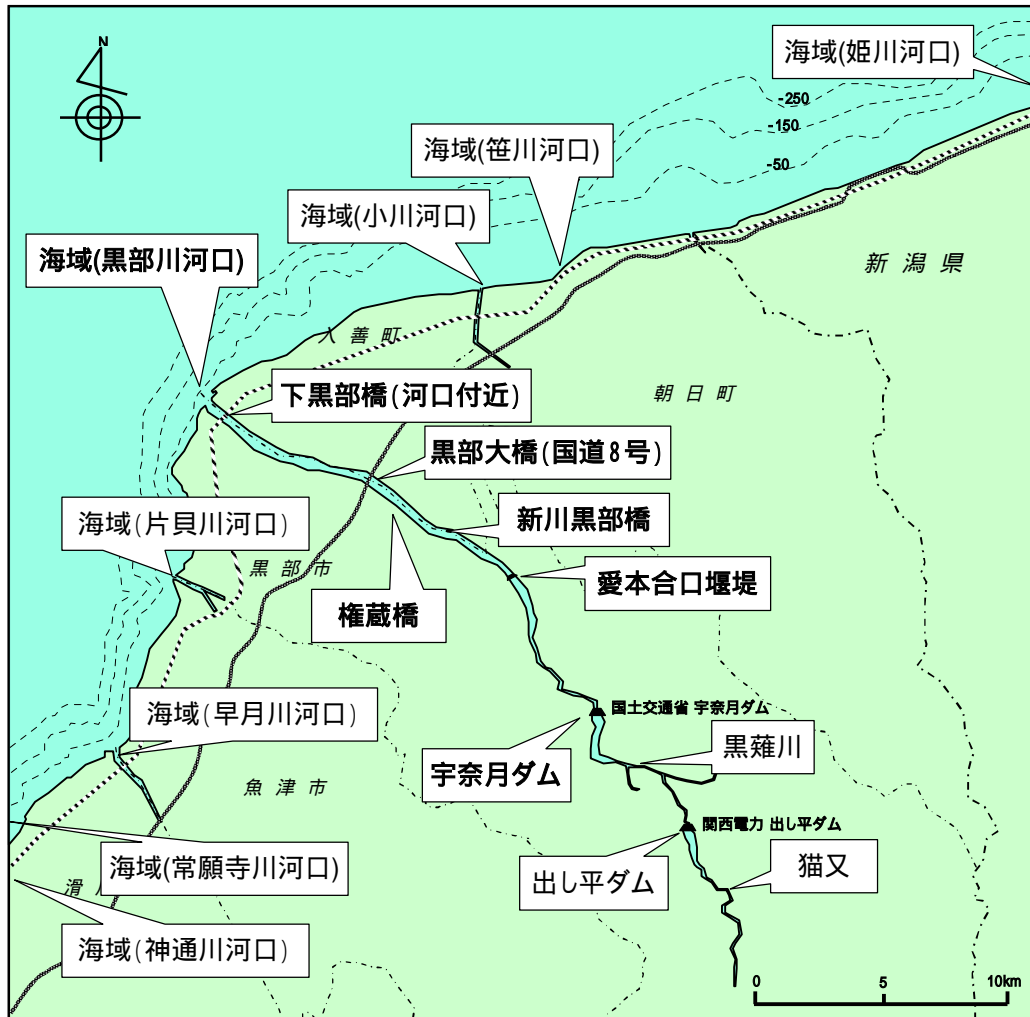 N
海域(姫川河口)
-250
-150
-50
海域(笹川河口)
海域(小川河口)
新潟県
海域(黒部川河口)
入善町
朝日町
下黒部橋(河口付近)
黒部大橋(国道8号)
新川黒部橋
海域(片貝川河口)
黒部市
愛本合口堰堤
権蔵橋
海域(早月川河口)
国土交通省 宇奈月ダム
黒薙川
宇奈月ダム
魚津市
関西電力 出し平ダム
海域(常願寺川河口)
出し平ダム
猫又
滑
海域(神通川河口)
0 5 10km